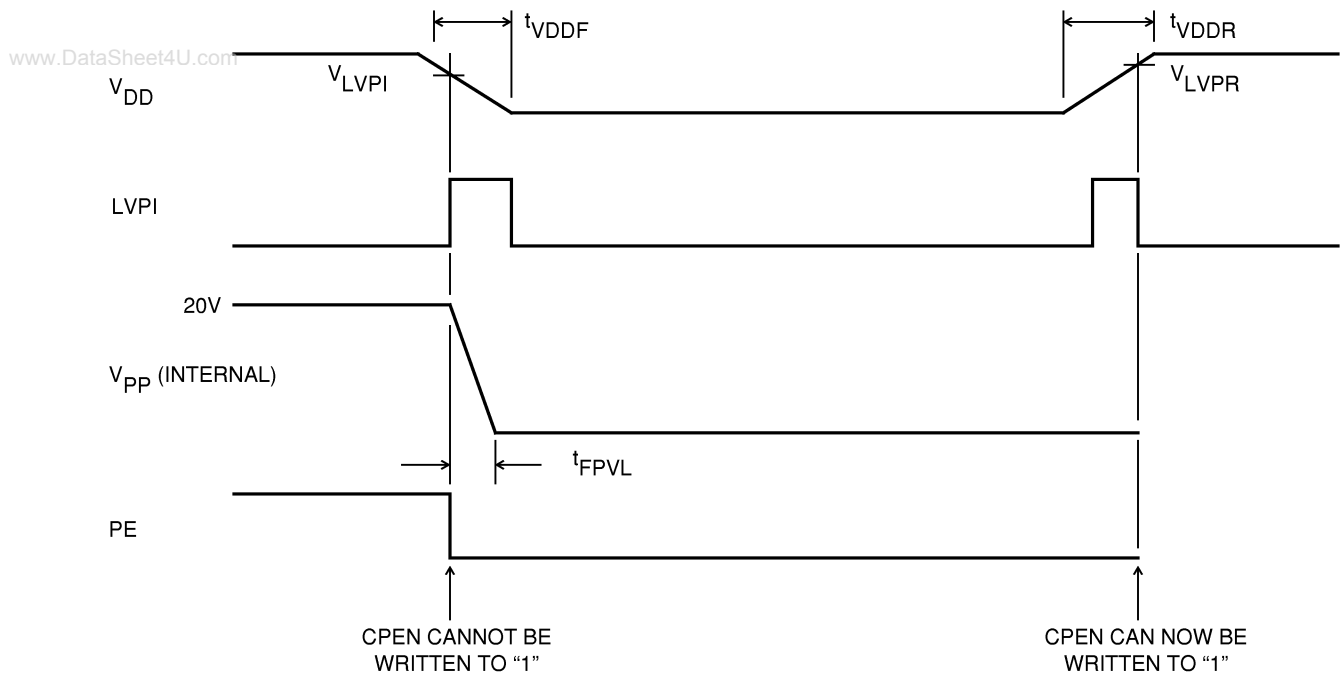 tVDDF
tVDDR
www.DataSheet4U.com
VDD
VLVPI
VLVPR
LVPI
20V
VPP (INTERNAL)
tFPVL
PE
CPEN CANNOT BE
WRITTEN TO “1”
CPEN CAN NOW BE
WRITTEN TO “1”